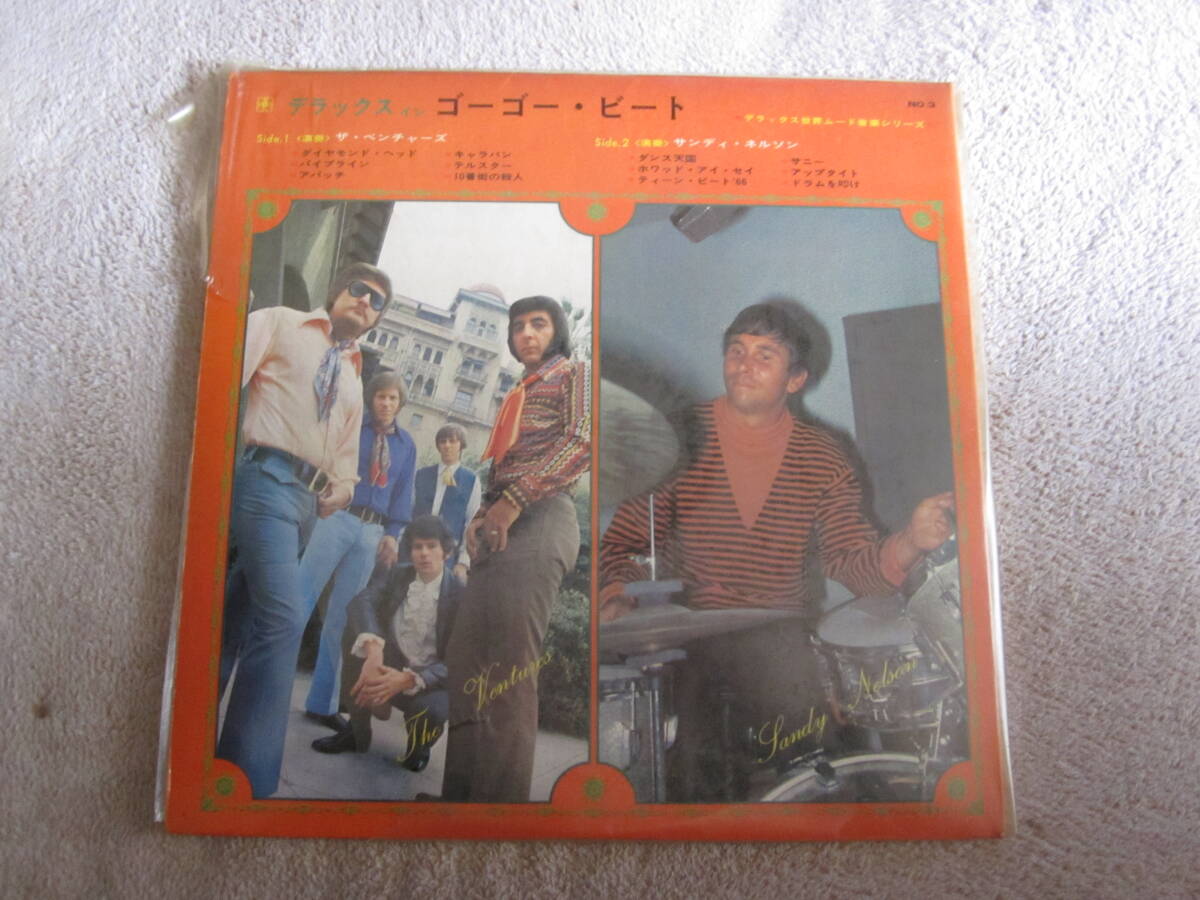 デラックス イン ゴーゴー・ビート
NO.3
デラックス世界ムード音楽シリーズ
Side.1 〈演奏〉 ザ・ベンチャーズ
・ダイヤモンド・ヘッド ・キャラバン
・パイプライン ・テルスター
・アパッチ ・10番街の殺人
Side.2 〈演奏〉 サンディ・ネルソン
・ダンス天国 ・サニー
・ホワッド・アイ・セイ ・アップタイト
・ティーン・ビート'66 ・ドラムを叩け
The Ventures
Sandy Nelson